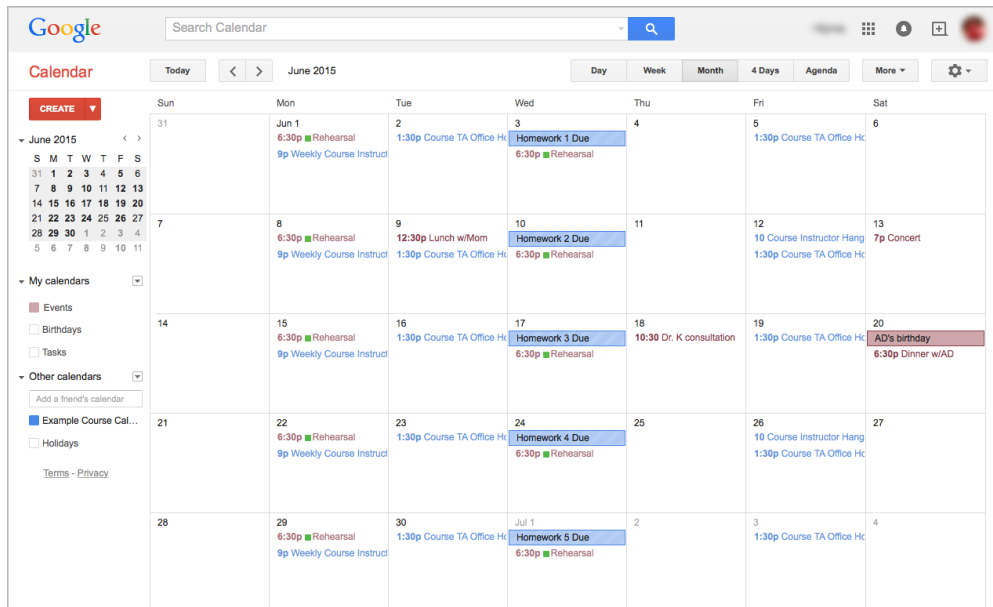 Google
Search Calendar
Calendar
Today
June 2015
Day Week Month 4 Days Agenda
More
CREATE
June 2015
S M T W T F S
31 1 2 3 4 5 6
7 8 9 10 11 12 13
14 15 16 17 18 19 20
21 22 23 24 25 26 27
28 29 30 1 2 3 4
5 6 7 8 9 10 11
My calendars
Events
Birthdays
Tasks
Other calendars
Add a friend's calendar
Example Course Cal...
Holidays
Terms - Privacy
Sun Mon Tue Wed Thu Fri Sat
31 Jun 1 2 3 4 5 6
6:30p Rehearsal 1:30p Course TA Office Ho Homework 1 Due 1:30p Course TA Office Ho
9p Weekly Course Instruct 6:30p Rehearsal
7 8 9 10 11 12 13
6:30p Rehearsal 12:30p Lunch w/Mom Homework 2 Due 10 Course Instructor Hang 7p Concert
9p Weekly Course Instruct 1:30p Course TA Office Ho 6:30p Rehearsal 1:30p Course TA Office Ho
14 15 16 17 18 19 20
6:30p Rehearsal 1:30p Course TA Office Ho Homework 3 Due 10:30 Dr. K consultation 1:30p Course TA Office Ho AD's birthday
9p Weekly Course Instruct 6:30p Rehearsal 6:30p Dinner w/AD
21 22 23 24 25 26 27
6:30p Rehearsal 1:30p Course TA Office Ho Homework 4 Due 10 Course Instructor Hang
9p Weekly Course Instruct 6:30p Rehearsal 1:30p Course TA Office Ho
28 29 30 Jul 1 2 3 4
6:30p Rehearsal 1:30p Course TA Office Ho Homework 5 Due 1:30p Course TA Office Ho
9p Weekly Course Instruct 6:30p Rehearsal